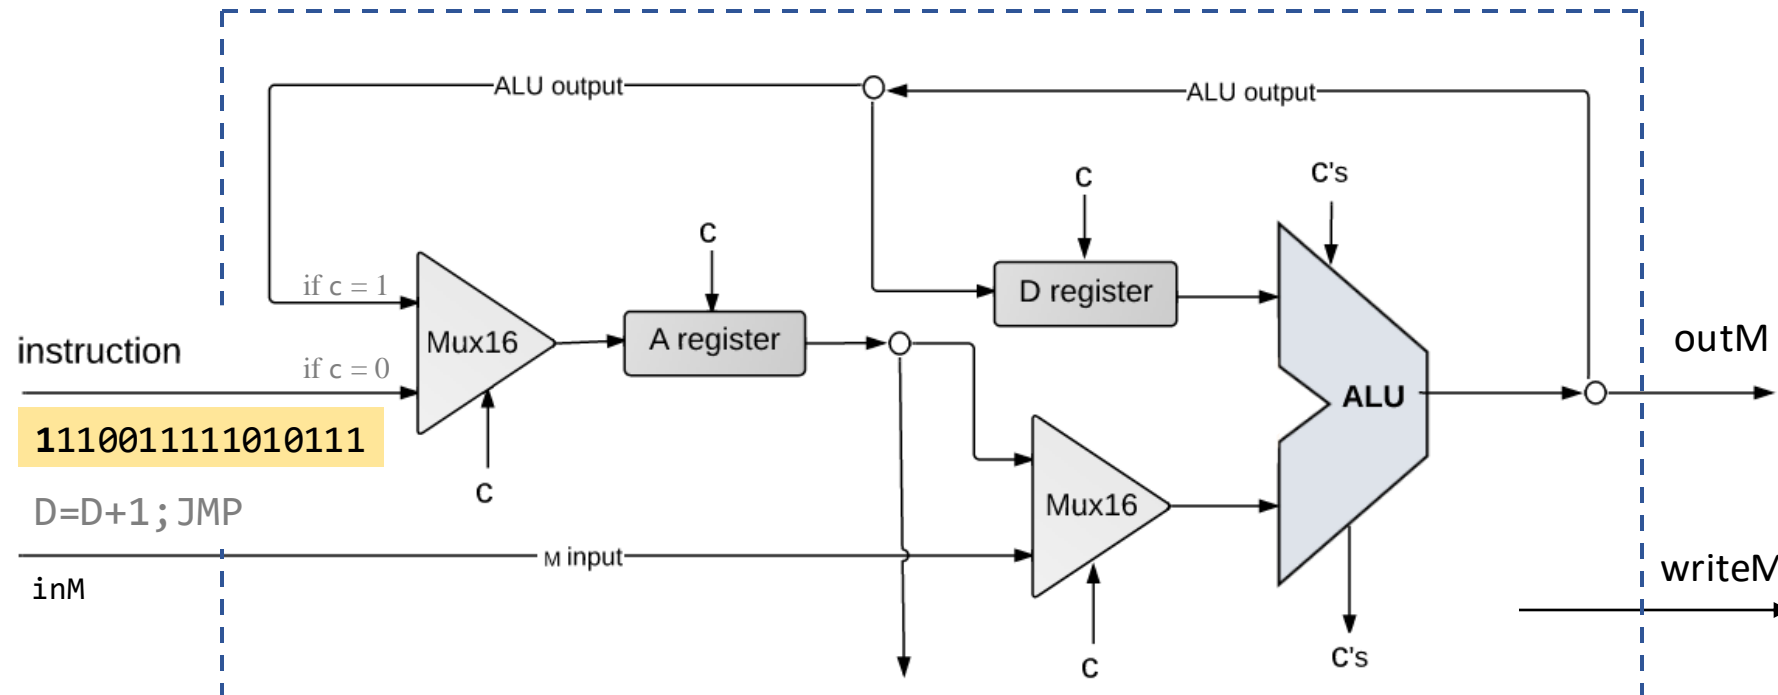 ALU output
ALU output
c's
c
c
if c = 1
D register
Mux16
A register
instruction
if c = 0
outM
ALU
1110011111010111
c
D=D+1;JMP
Mux16
M input
inM
writeM
c
c's